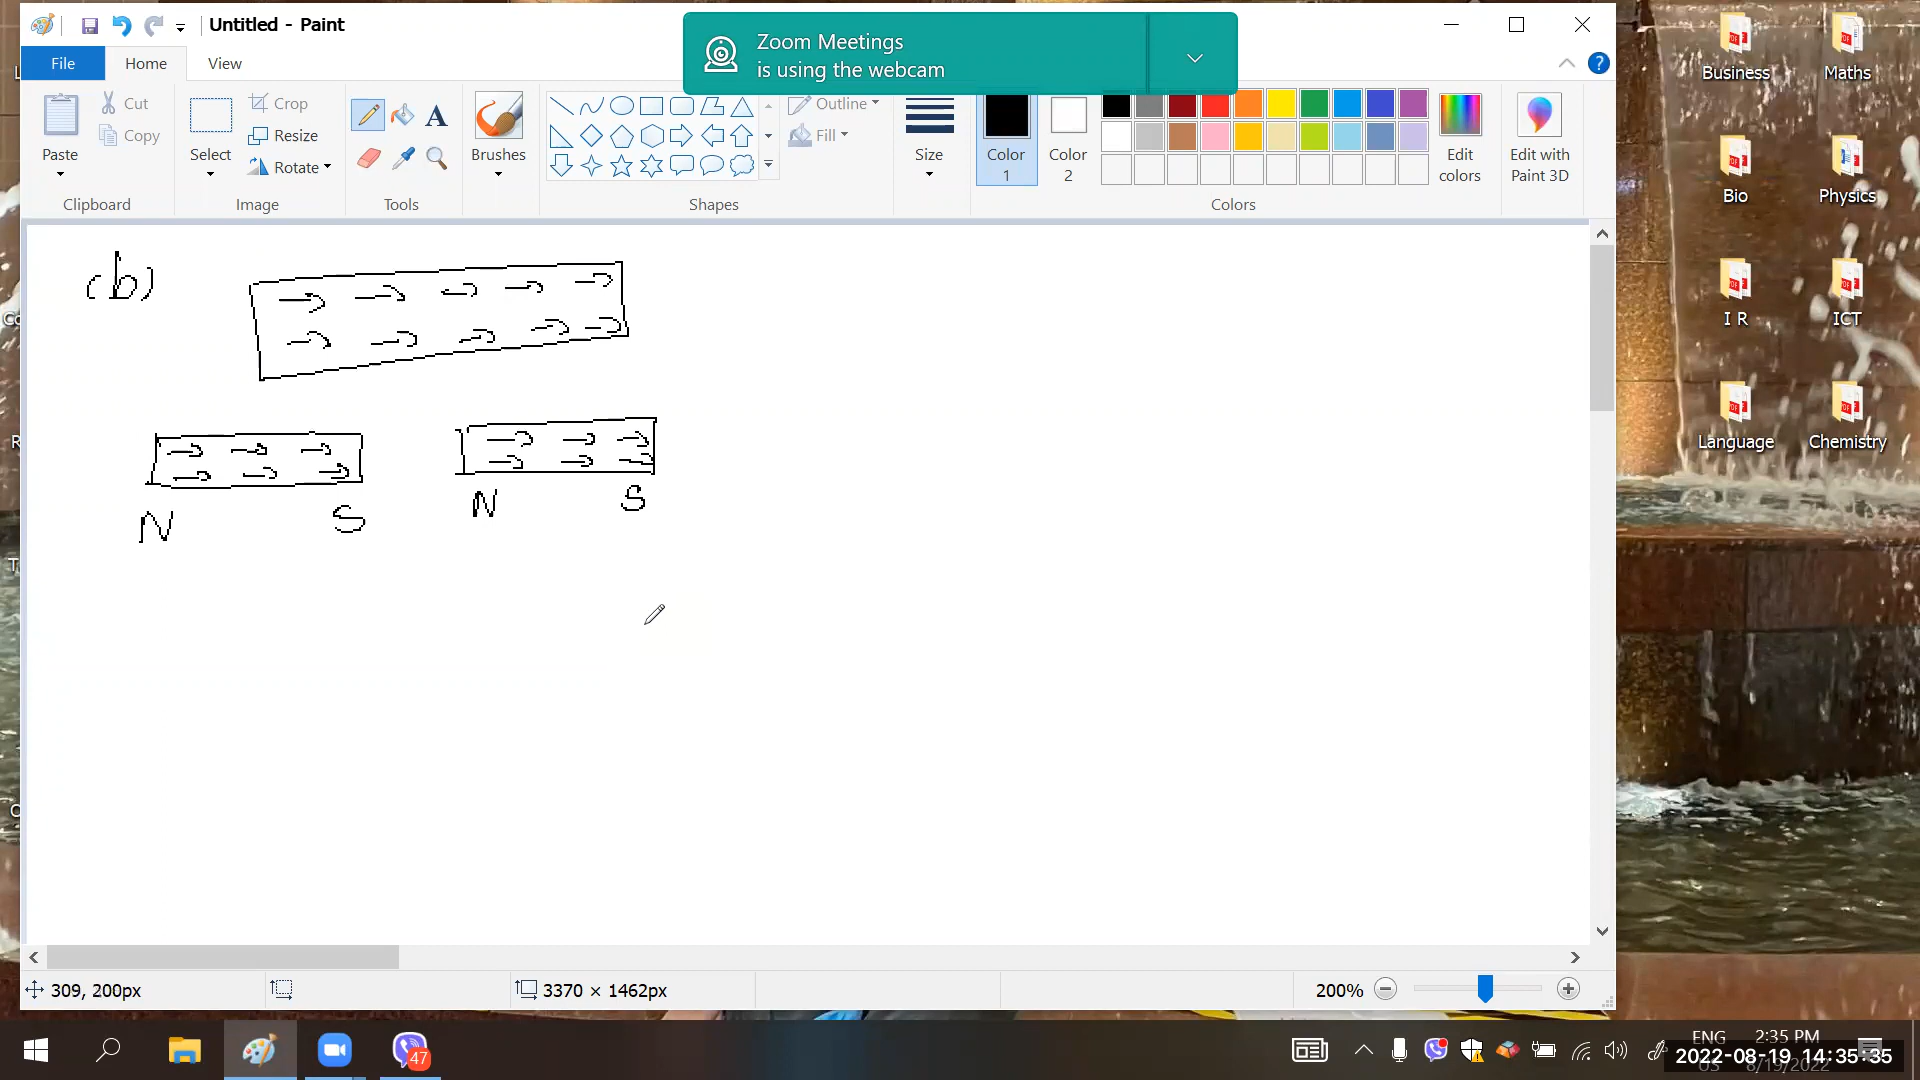 Untitled - Paint
Zoom Meetings
is using the webcam
File
Home
View
Paste
Cut
Copy
Clipboard
Select
Crop
Resize
Rotate
Image
Tools
Brushes
Shapes
Outline
Fill
Size
Color
1
Color
2
Colors
Edit
colors
Edit with
Paint 3D
(b)
N S N S
309, 200px
3370 × 1462px
200%
Business
Maths
Bio
Physics
I R
ICT
Language
Chemistry
47
ENG
2:35 PM
2022-08-19 14:35:35